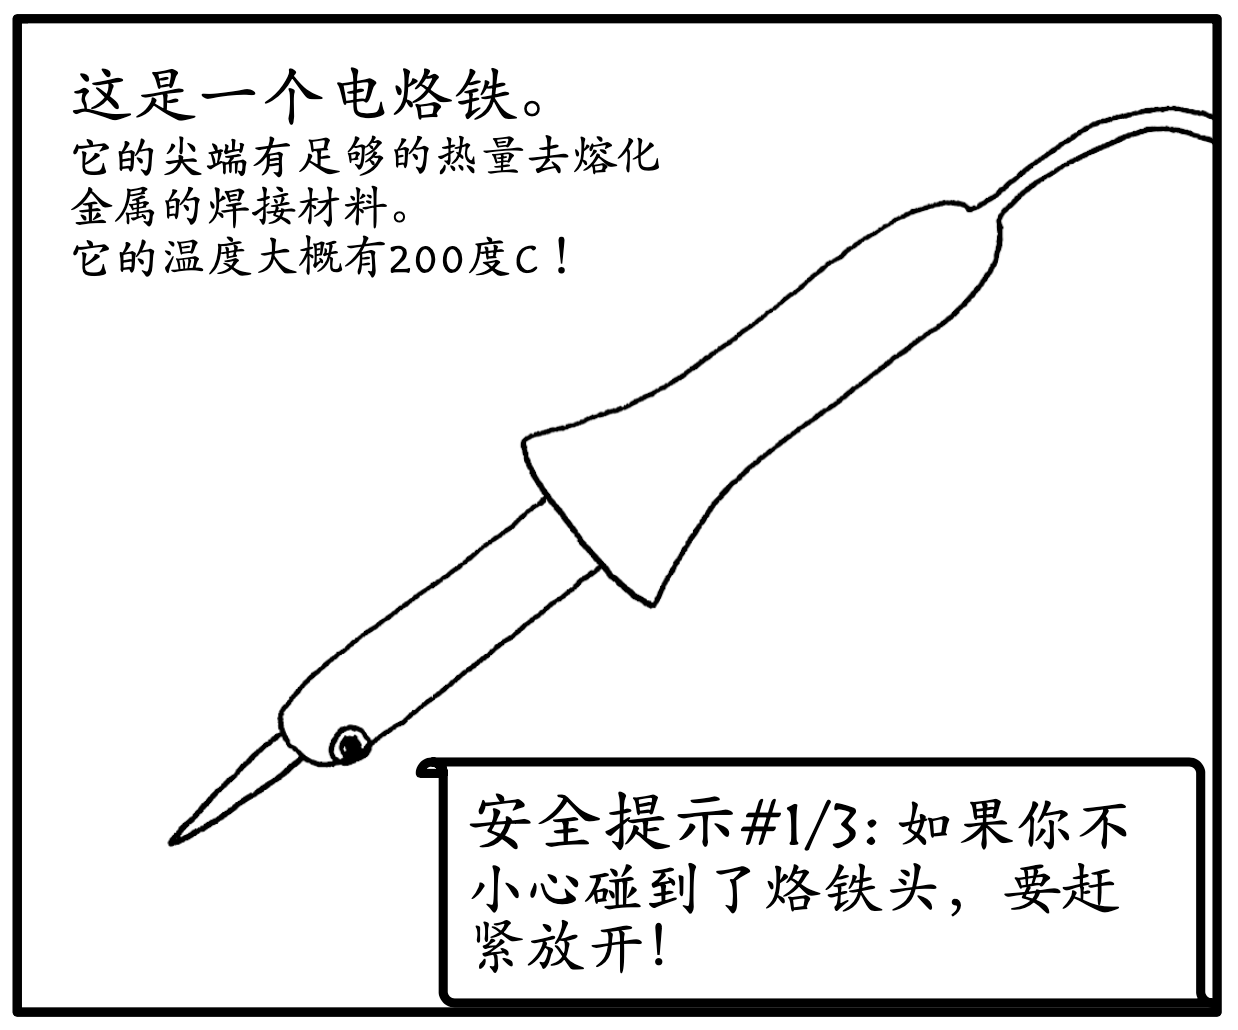 这是一个电烙铁。
它的尖端有足够的热量去熔化
金属的焊接材料。
它的温度大概有200度C！
安全提示#1/3: 如果你不
小心碰到了烙铁头，要赶
紧放开!